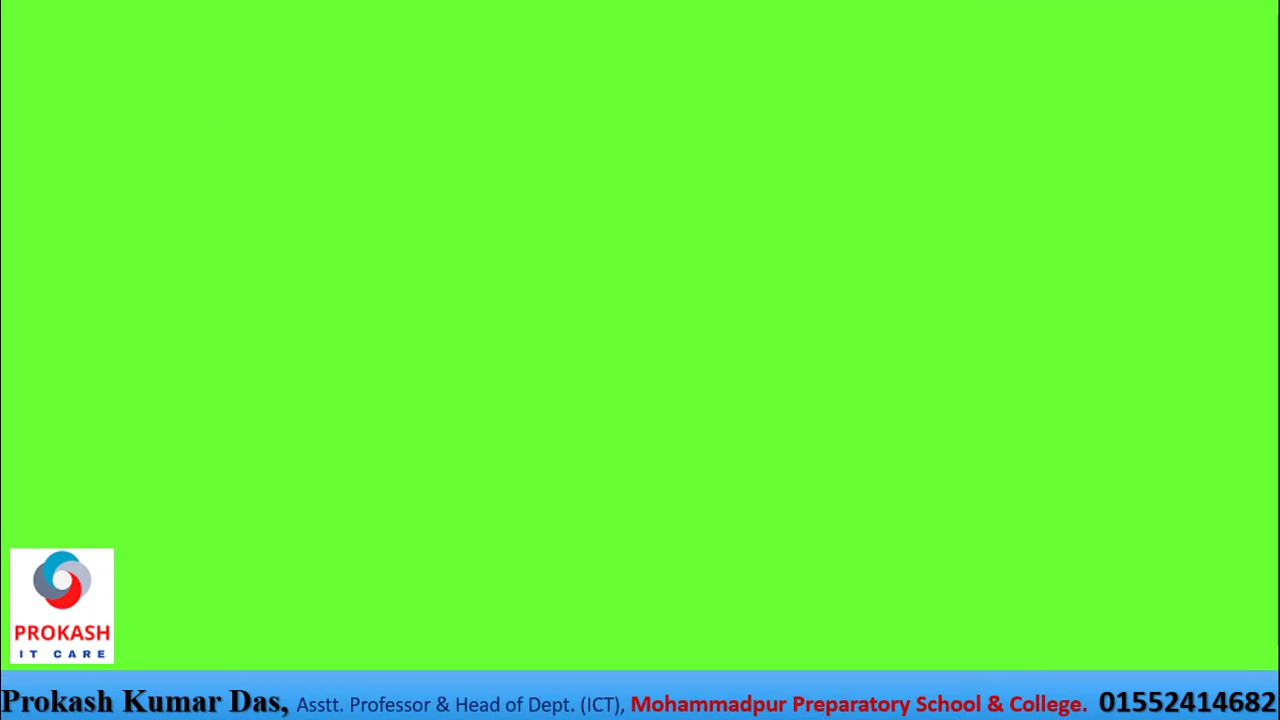 PROKASH
IT CARE
Prokash Kumar Das, Asstt. Professor & Head of Dept. (ICT), Mohammadpur Preparatory School & College. 01552414682